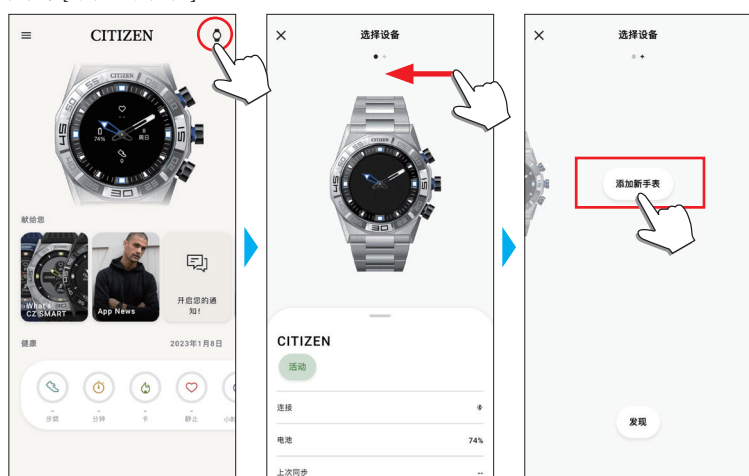 CITIZEN
CITIZEN
74%
8
周日
0
45
15
30
献给您
What's
CZ SMART
App News
开启您的通
知!
健康
2023年1月8日
步数
分钟
卡
静止
选择设备
CITIZEN
CITIZEN
活动
连接
电池
74%
上次同步
--
选择设备
添加新手表
发现